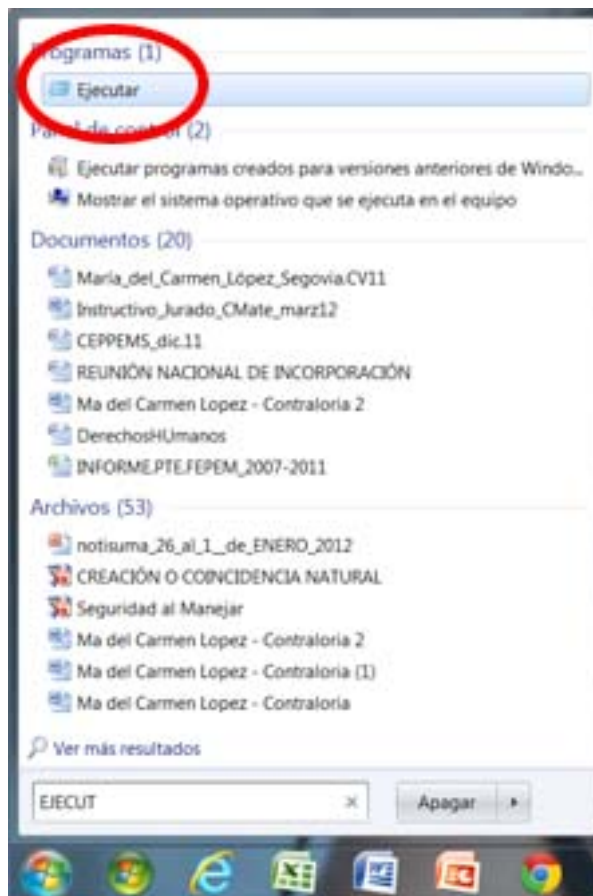 Programas (1)
Ejecutar
Panel de control (2)
Ejecutar programas creados para versiones anteriores de Windo...
Mostrar el sistema operativo que se ejecuta en el equipo
Documentos (20)
María_del_Carmen_López_Segovia.CV11
Instructivo_Jurado_CMate_marz12
CEPPEMS_dic.11
REUNIÓN NACIONAL DE INCORPORACIÓN
Ma del Carmen Lopez - Contraloria 2
DerechosHUmanos
INFORME.PTE.FEPEM_2007-2011
Archivos (53)
notisuma_26_al_1__de_ENERO_2012
CREACIÓN O COINCIDENCIA NATURAL
Seguridad al Manejar
Ma del Carmen Lopez - Contraloria 2
Ma del Carmen Lopez - Contraloria (1)
Ma del Carmen Lopez - Contraloria
Ver más resultados
EJECUT
Apagar